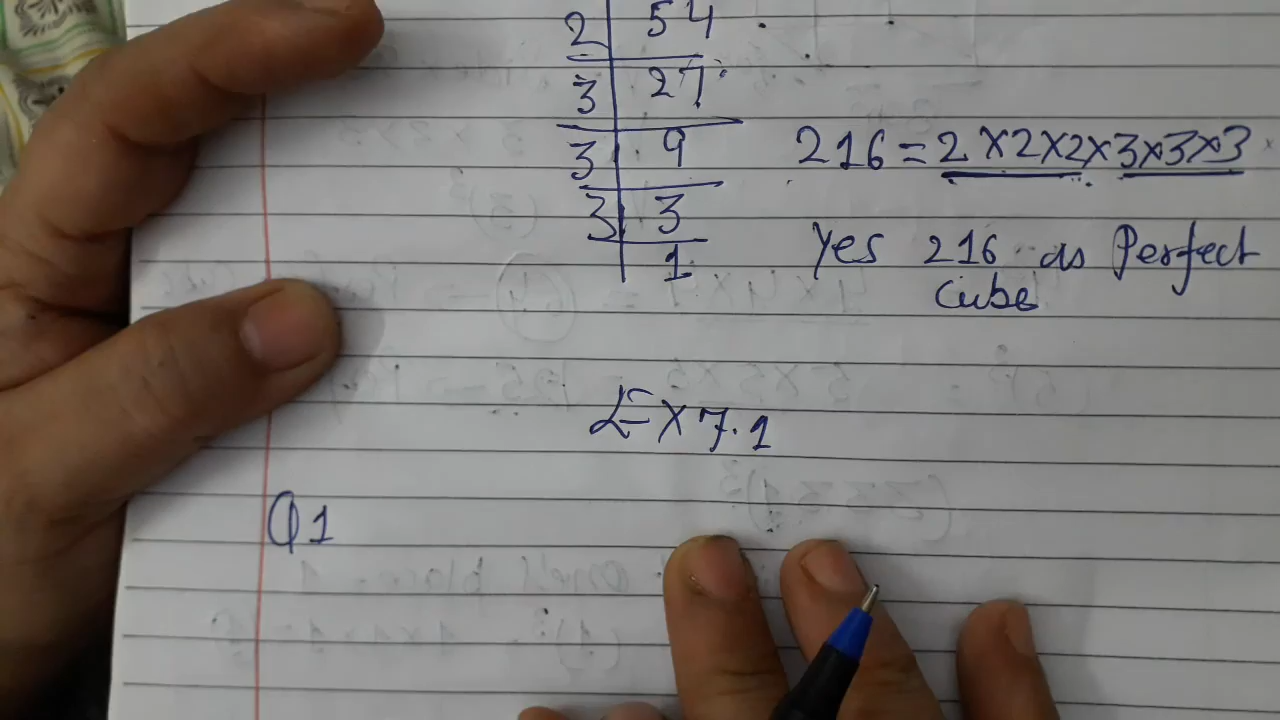 2 | 54
3 | 27
3 | 9
3 | 3
1
216 = 2 × 2 × 2 × 3 × 3 × 3
Yes 216 is Perfect
Cube
Ex 7.1
Q1